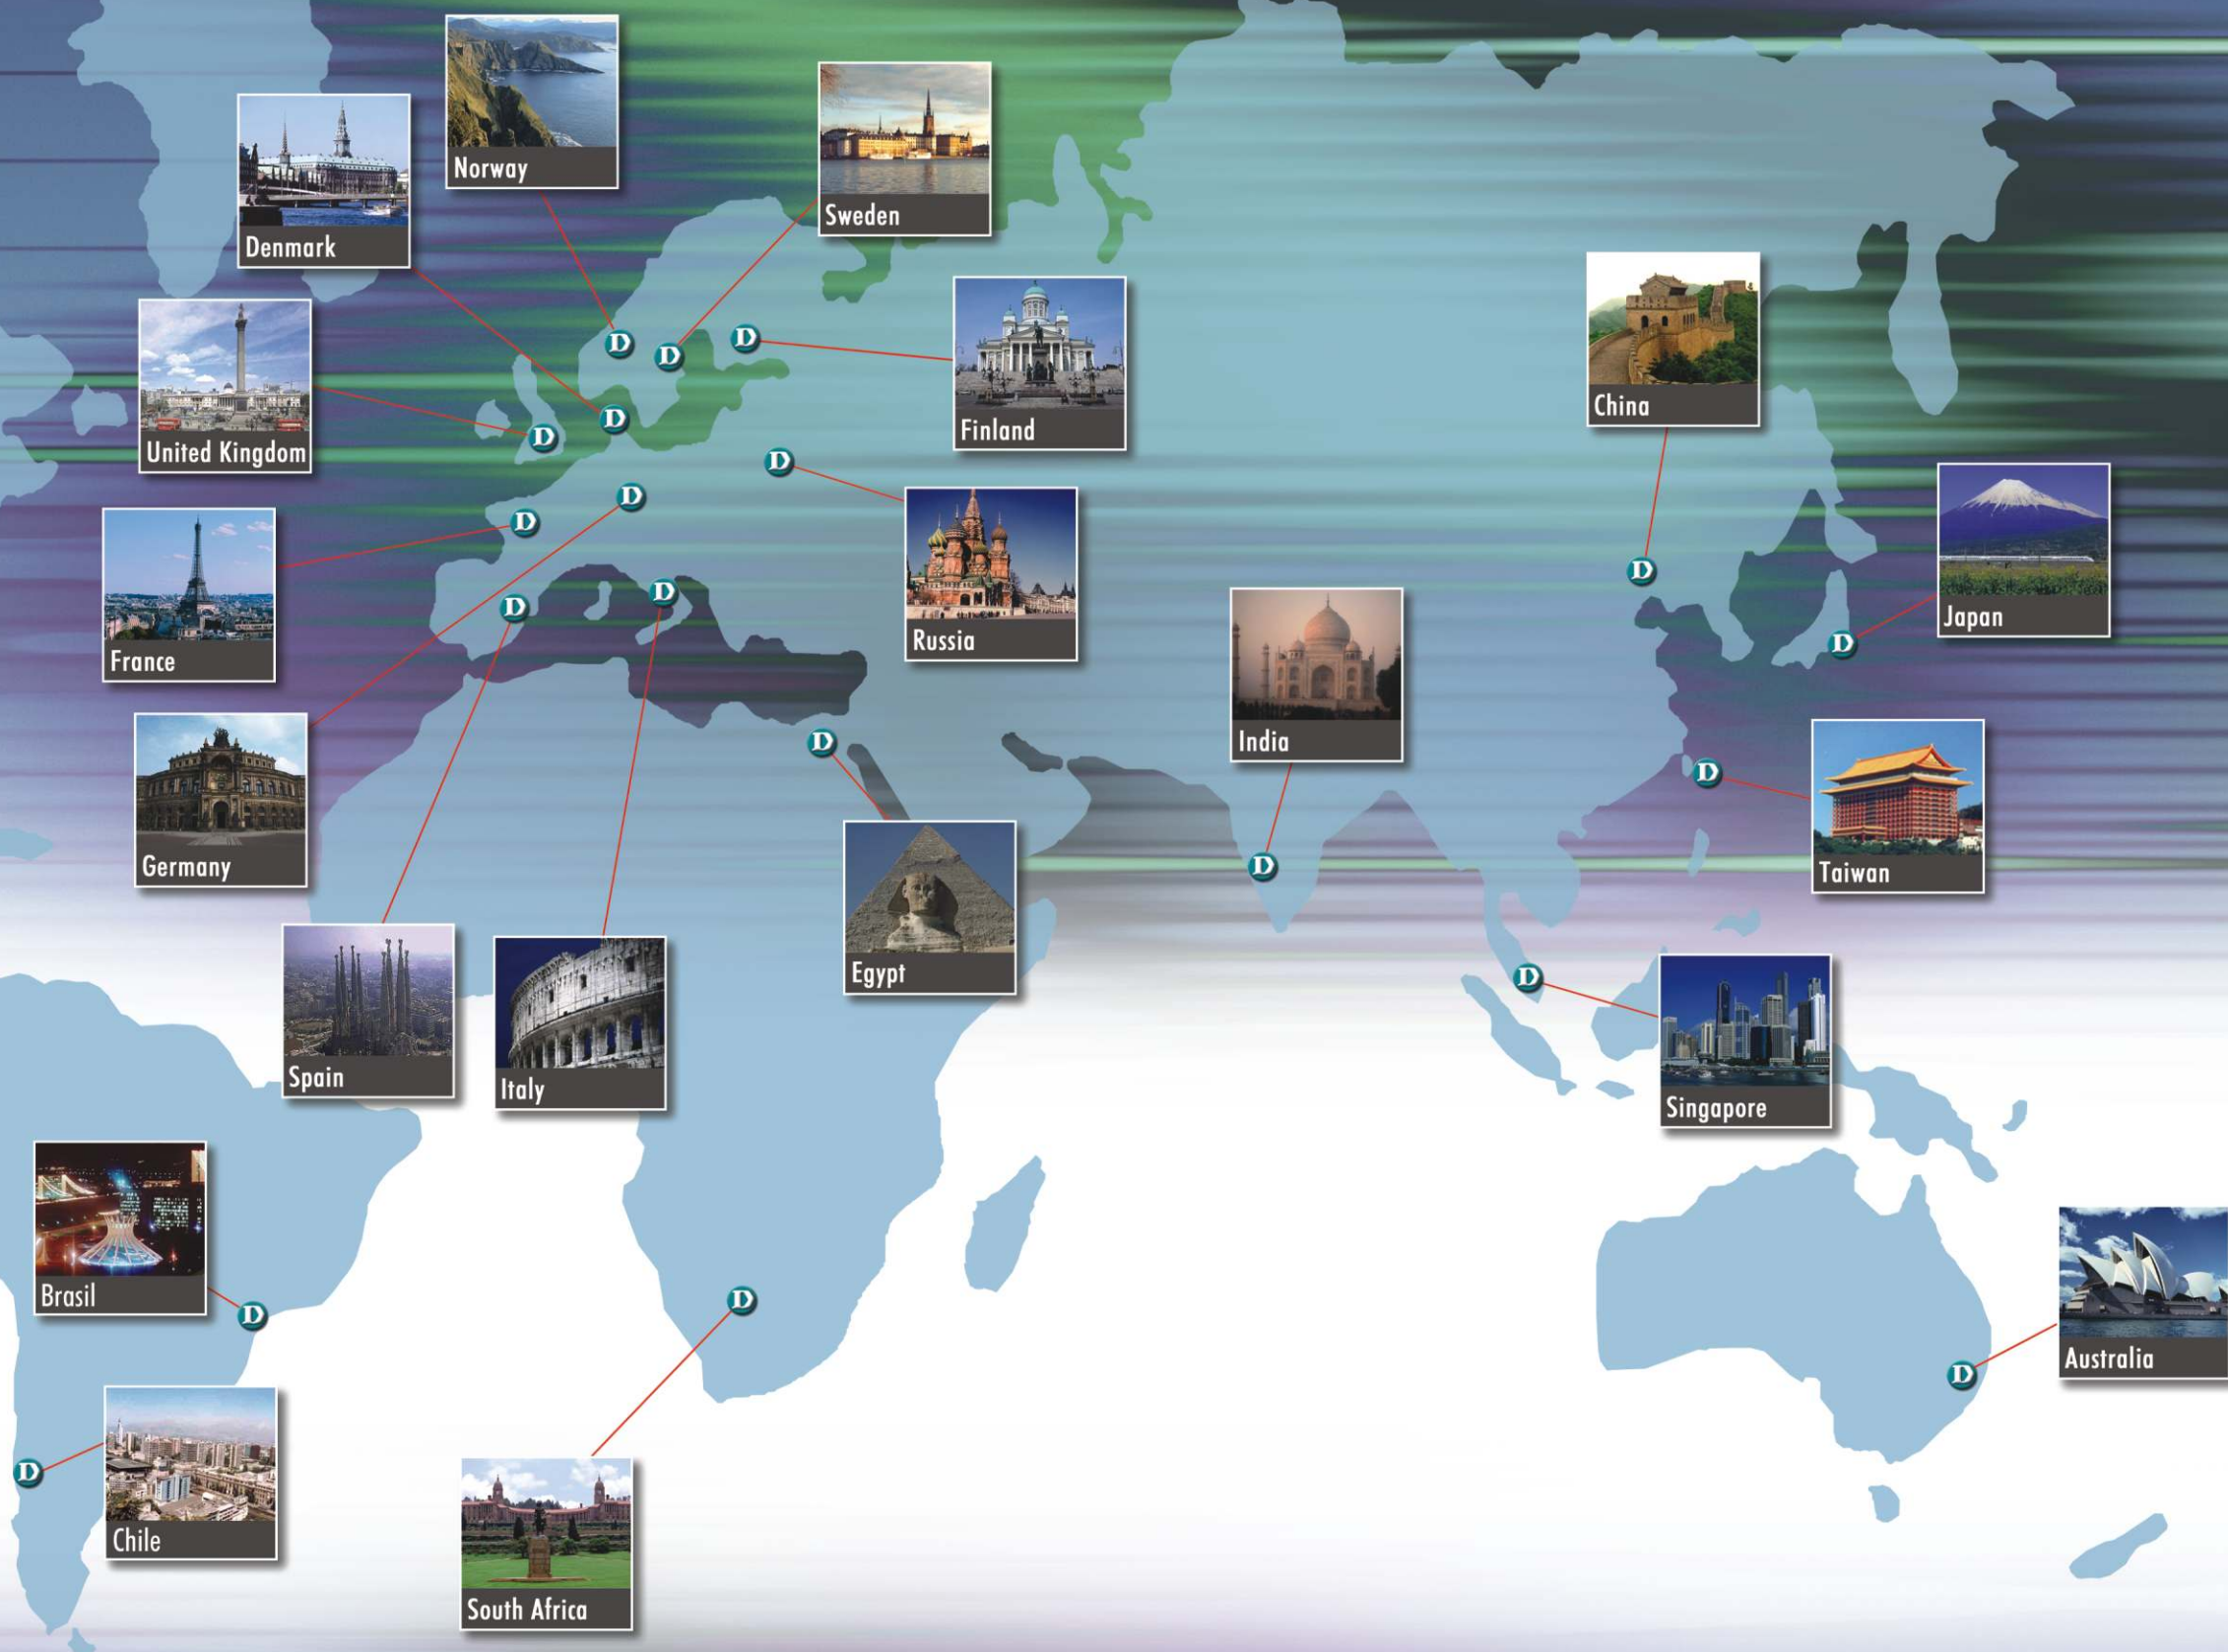 Norway
Sweden
Denmark
D
D
D
Finland
China
United Kingdom
D
D
D
Russia
Japan
D
D
France
D
D
D
D
India
D
D
Germany
D
Taiwan
D
D
Egypt
Spain
Italy
D
Singapore
Brasil
D
D
Australia
D
Chile
D
South Africa